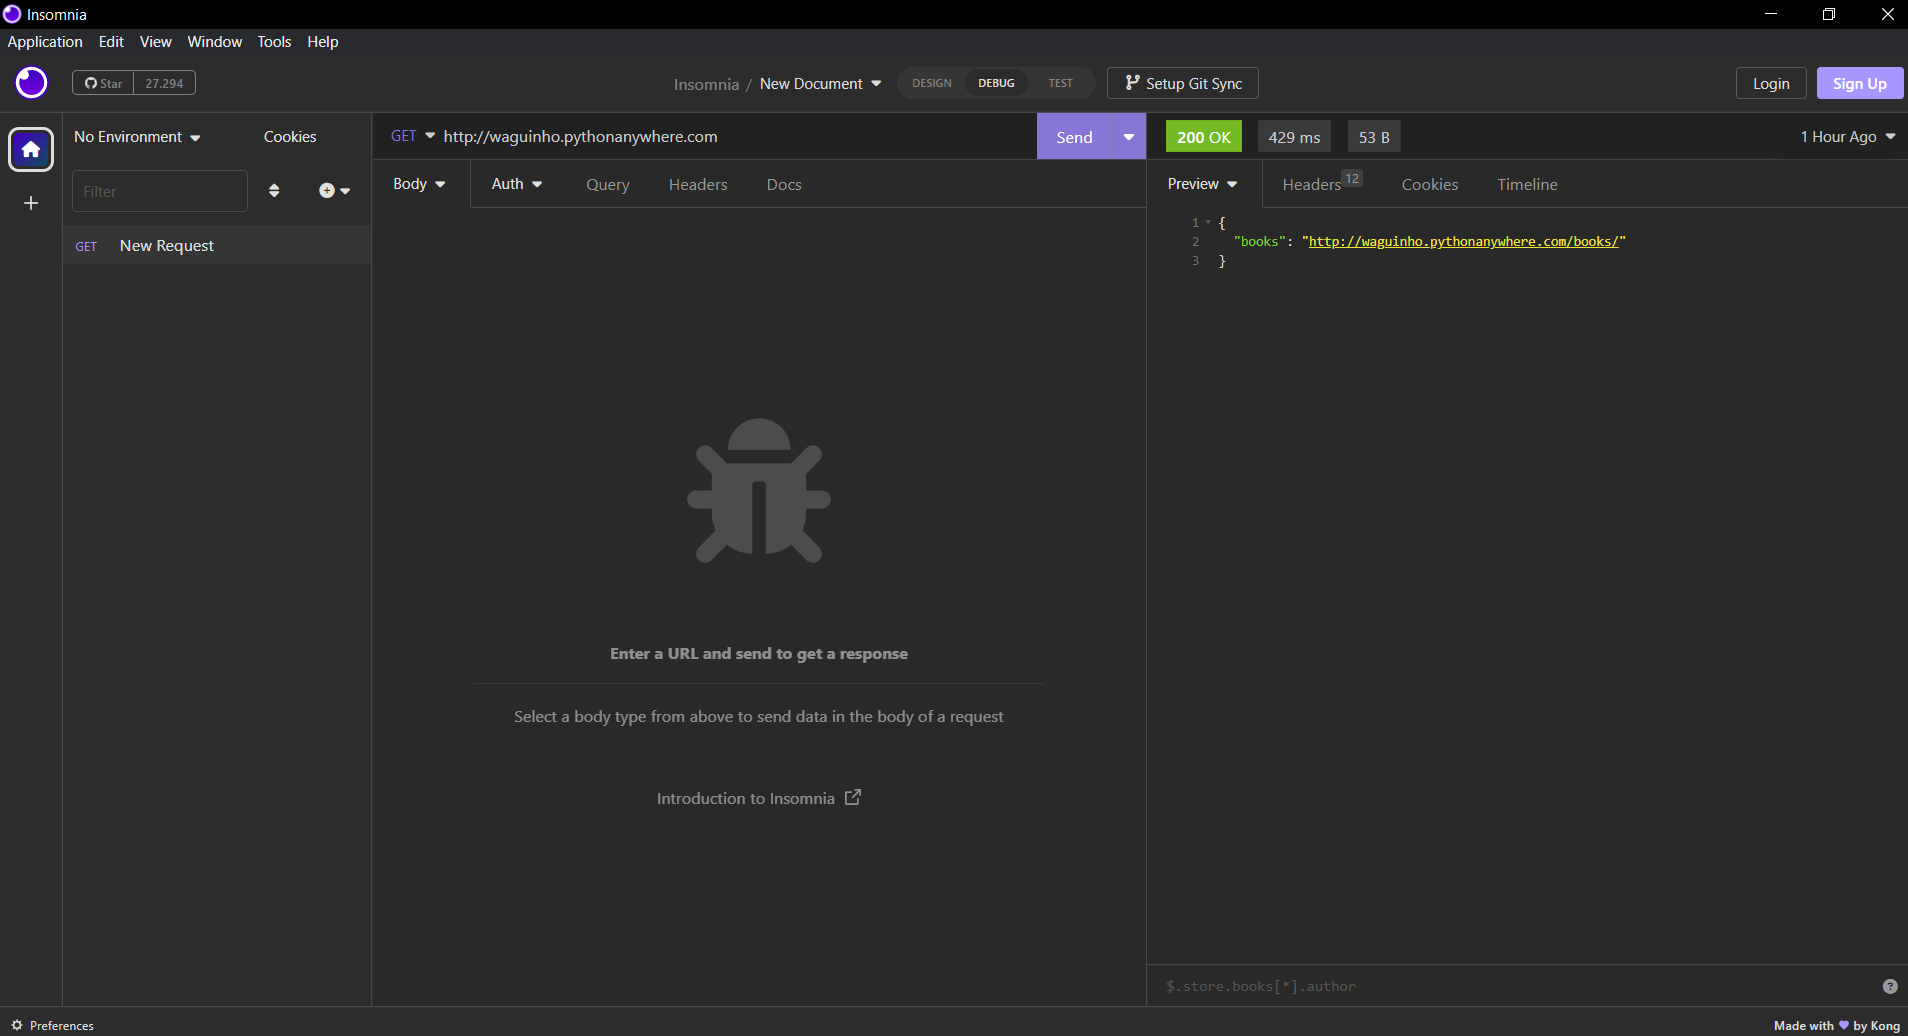 Insomnia
Application Edit View Window Tools Help
Star 27.294 Insomnia / New Document DESIGN DEBUG TEST Setup Git Sync Login Sign Up
No Environment Cookies GET http://waguinho.pythonanywhere.com Send 200 OK 429 ms 53 B 1 Hour Ago
Filter Body Auth Query Headers Docs Preview Headers 12 Cookies Timeline
GET New Request
1 {
2 "books": "http://waguinho.pythonanywhere.com/books/"
3 }
Enter a URL and send to get a response
Select a body type from above to send data in the body of a request
Introduction to Insomnia
$.store.books[*].author ?
Preferences Made with by Kong